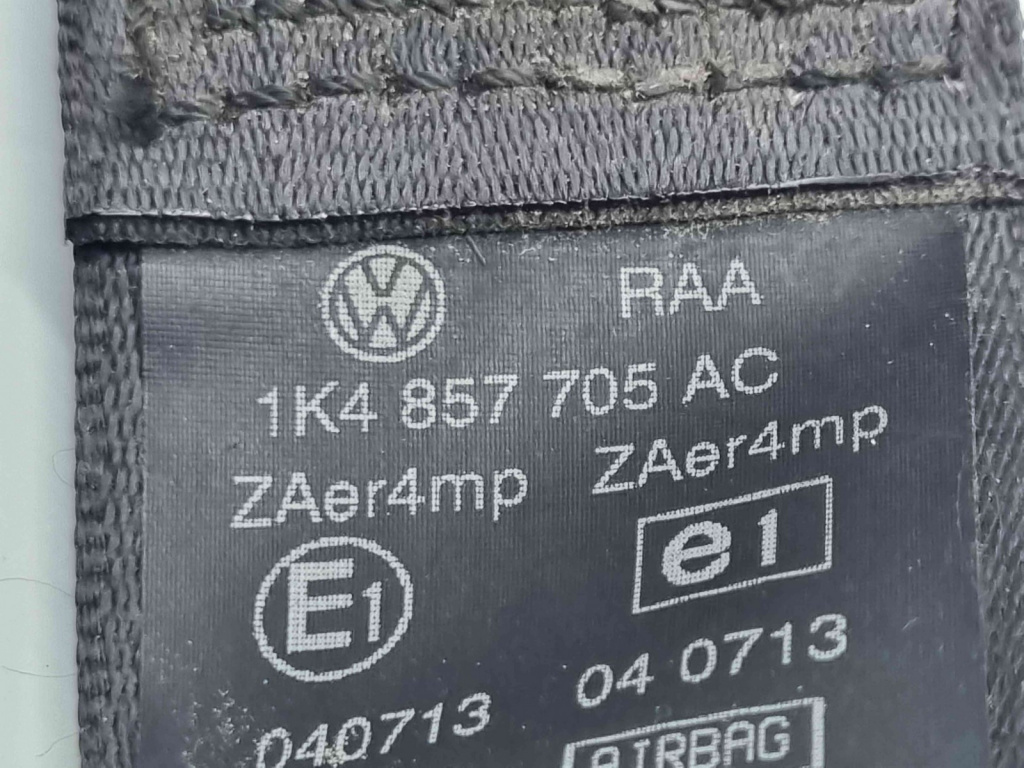 RAA
1K4 857 705 AC
ZAer4mp ZAer4mp
E1 e1
040713 04 0713
AIRBAG